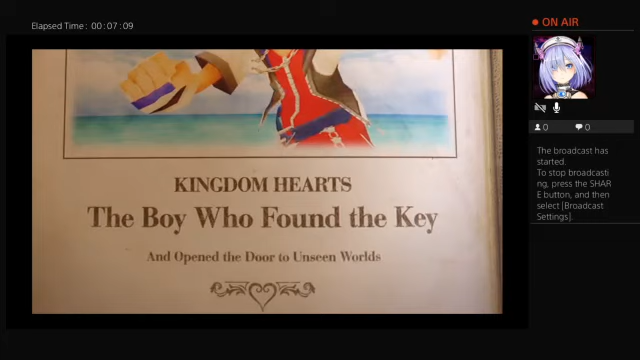 Elapsed Time: 00:07:09
ON AIR
0
0
The broadcast has
started.
To stop broadcasti
ng, press the SHAR
E button, and then
select [Broadcast
Settings].
KINGDOM HEARTS
The Boy Who Found the Key
And Opened the Door to Unseen Worlds